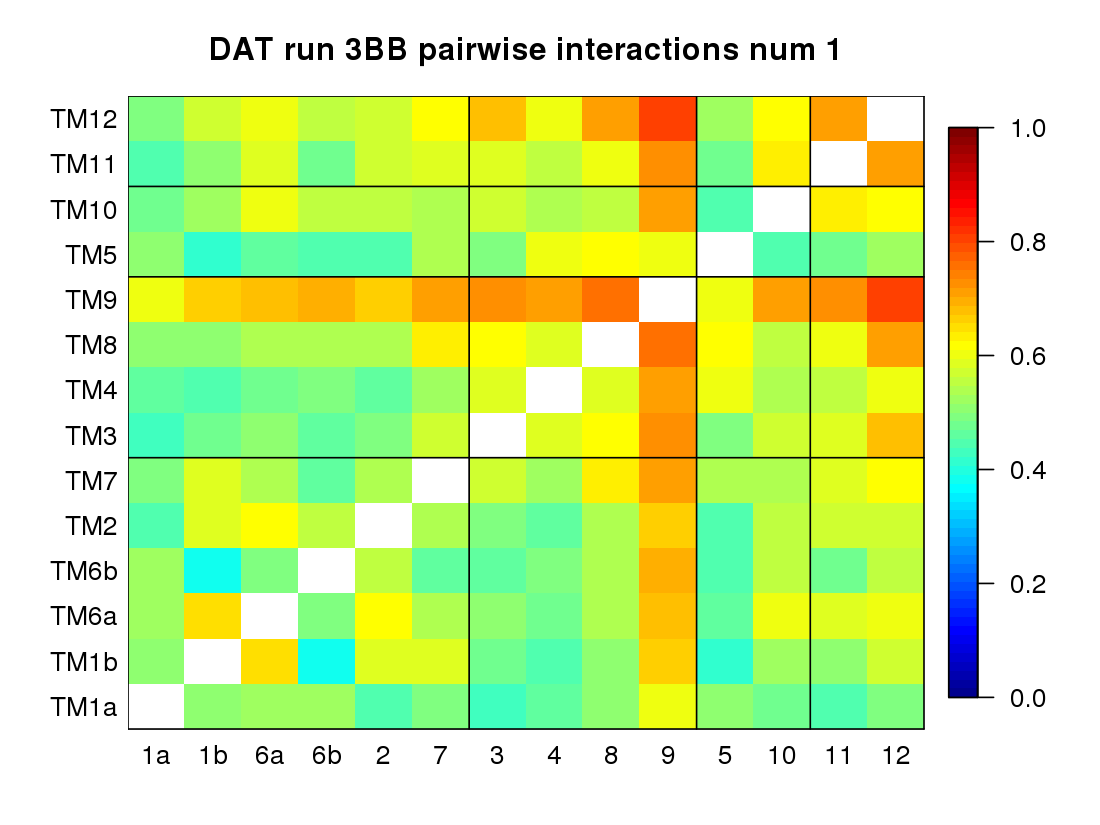 DAT run 3BB pairwise interactions num 1
TM12
TM11
TM10
TM5
TM9
TM8
TM4
TM3
TM7
TM2
TM6b
TM6a
TM1b
TM1a
1a 1b 6a 6b 2 7 3 4 8 9 5 10 11 12
1.0
0.8
0.6
0.4
0.2
0.0